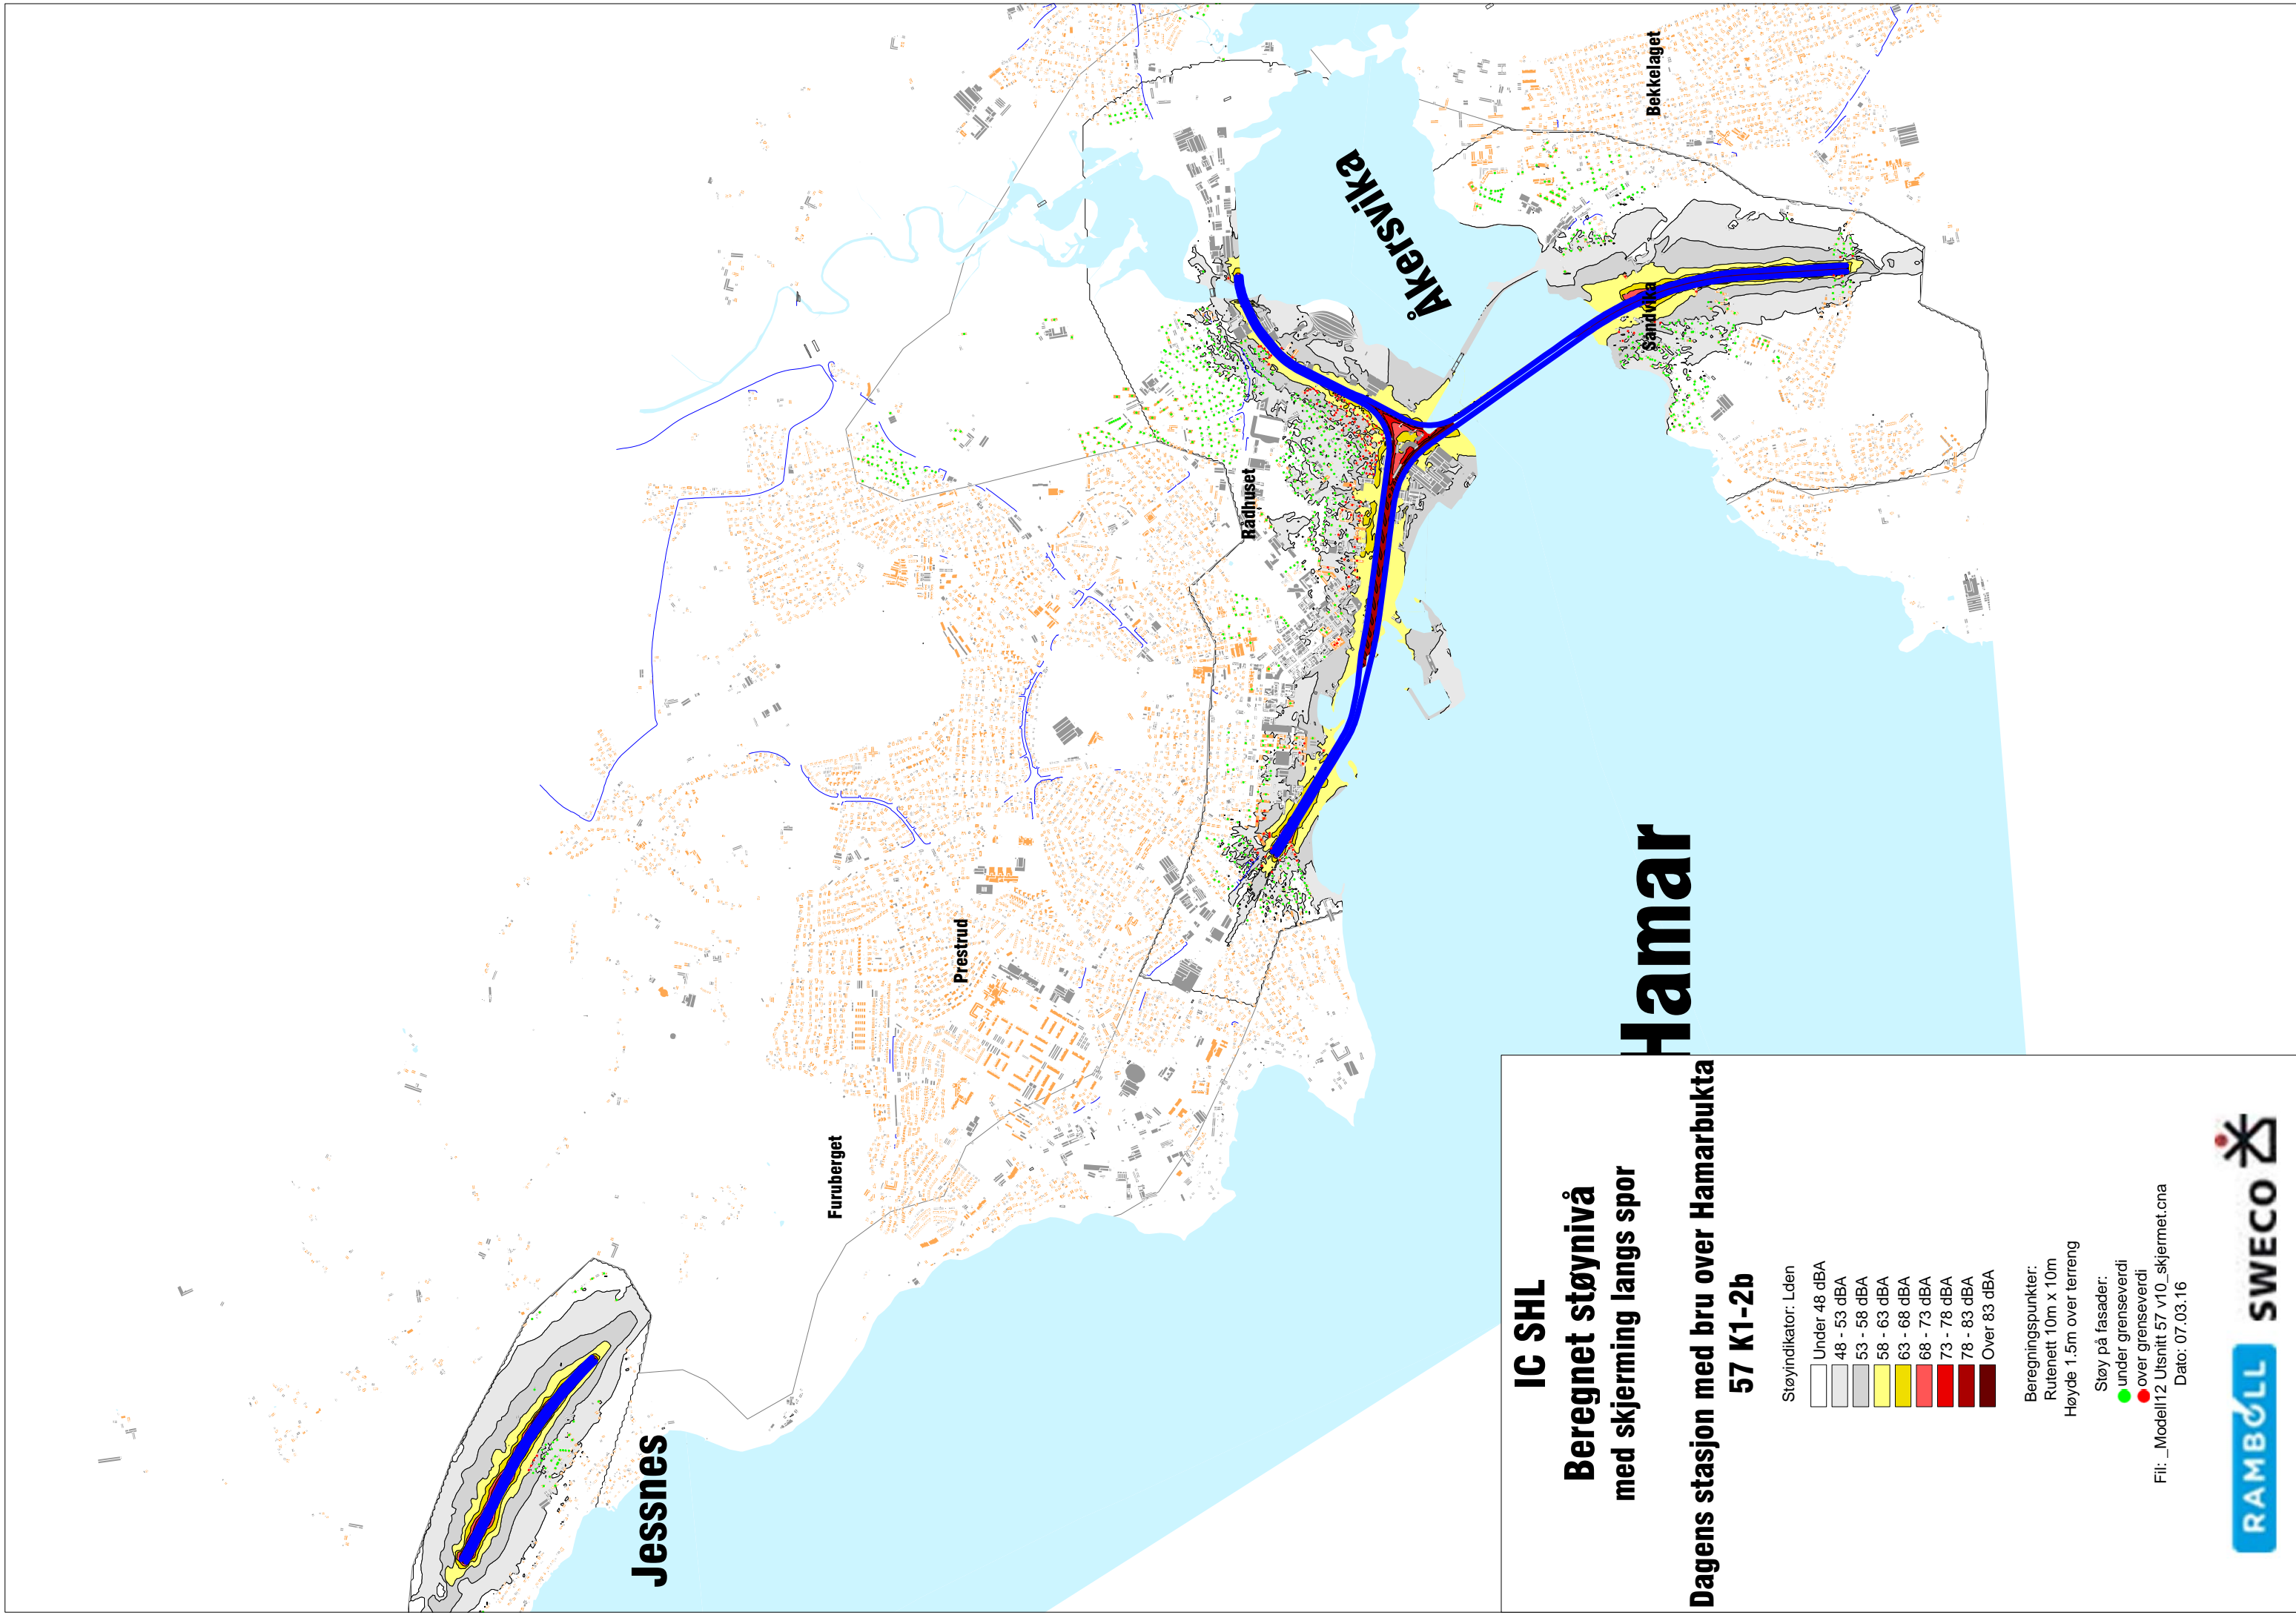 Jessnes
Furuberget
Prestrud
Rådhuset
Åkersvika
Bekkelaget
Sandvika
Hamar
IC SHL
Beregnet støynivå
med skjerming langs spor
Dagens stasjon med bru over Hamarbukta
57 K1-2b
Støyindikator: Lden
Under 48 dBA
48 - 53 dBA
53 - 58 dBA
58 - 63 dBA
63 - 68 dBA
68 - 73 dBA
73 - 78 dBA
78 - 83 dBA
Over 83 dBA
Beregningspunkter:
Rutenett 10m x 10m
Høyde 1.5m over terreng
Støy på fasader:
under grenseverdi
over grenseverdi
Fil: _Modell12 Utsnitt 57 v10_skjermet.cna
Dato: 07.03.16
RAMBOLL SWECO